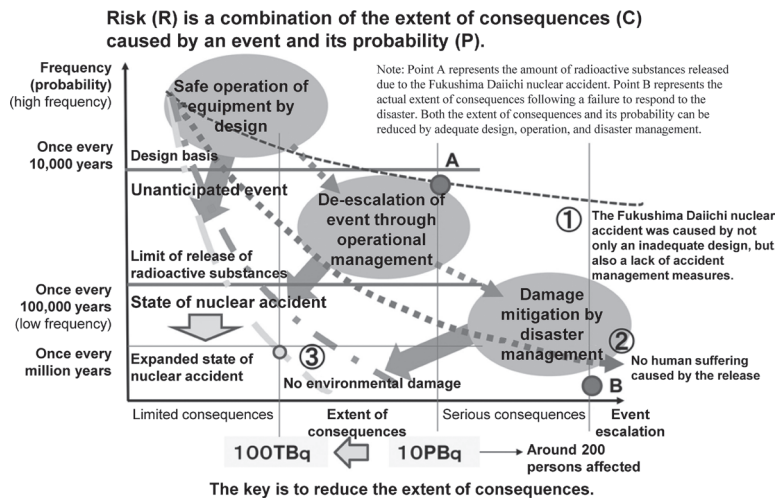 Risk (R) is a combination of the extent of consequences (C)
caused by an event and its probability (P).
Frequency
(probability)
(high frequency)
Note: Point A represents the amount of radioactive substances released
due to the Fukushima Daiichi nuclear accident. Point B represents the
actual extent of consequences following a failure to respond to the
disaster. Both the extent of consequences and its probability can be
reduced by adequate design, operation, and disaster management.
Safe operation of
equipment by
design
Once every
10,000 years
Design basis
A
Unanticipated event
De-escalation of
event through
operational
management
①
The Fukushima Daiichi nuclear
accident was caused by not
only an inadequate design, but
also a lack of accident
management measures.
Limit of release of
radioactive substances
Once every
100,000 years
(low frequency)
State of nuclear accident
Damage
mitigation by
disaster
management
②
No human suffering
caused by the release
Once every
million years
Expanded state of
nuclear accident
③
No environmental damage
B
Limited consequences
Extent of
consequences
Serious consequences
Event
escalation
100TBq
10PBq
Around 200
persons affected
The key is to reduce the extent of consequences.